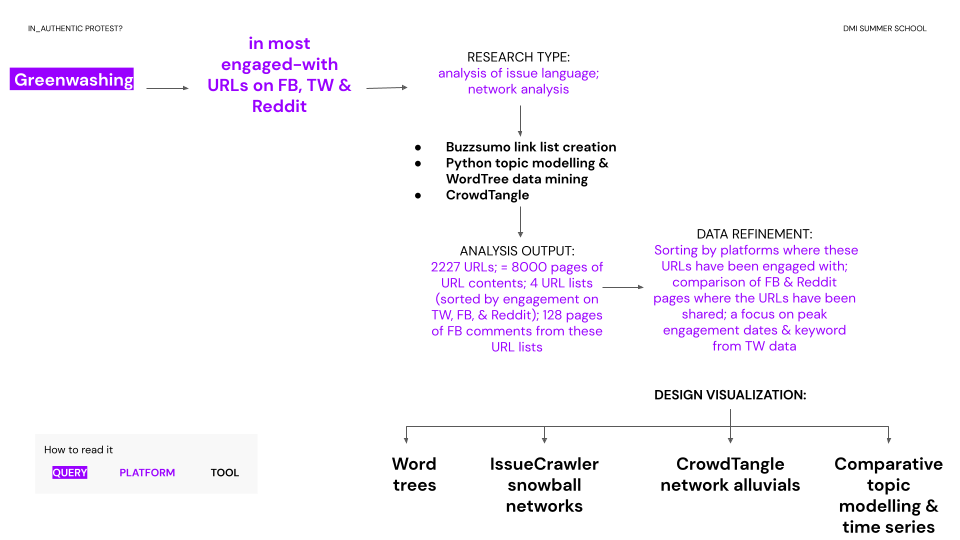 IN_AUTHENTIC PROTEST?
DMI SUMMER SCHOOL
Greenwashing
in most
engaged-with
URLs on FB, TW &
Reddit
RESEARCH TYPE:
analysis of issue language;
network analysis
● Buzzsumo link list creation
● Python topic modelling &
WordTree data mining
● CrowdTangle
ANALYSIS OUTPUT:
2227 URLs; = 8000 pages of
URL contents; 4 URL lists
(sorted by engagement on
TW, FB, & Reddit); 128 pages
of FB comments from these
URL lists
DATA REFINEMENT:
Sorting by platforms where these
URLs have been engaged with;
comparison of FB & Reddit
pages where the URLs have been
shared; a focus on peak
engagement dates & keyword
from TW data
DESIGN VISUALIZATION:
Word
trees
IssueCrawler
snowball
networks
CrowdTangle
network alluvials
Comparative
topic
modelling &
time series
How to read it
QUERY
PLATFORM
TOOL